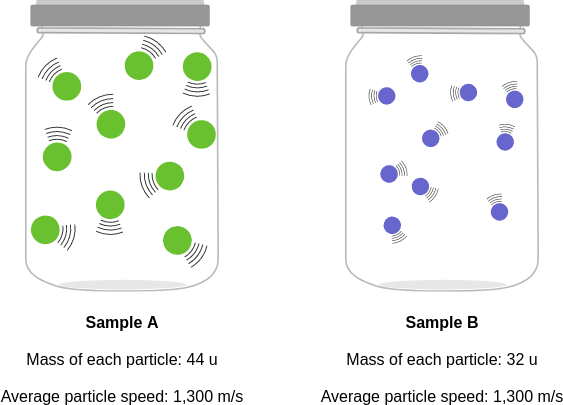 Sample A
Mass of each particle: 44 u
Average particle speed: 1,300 m/s
Sample B
Mass of each particle: 32 u
Average particle speed: 1,300 m/s